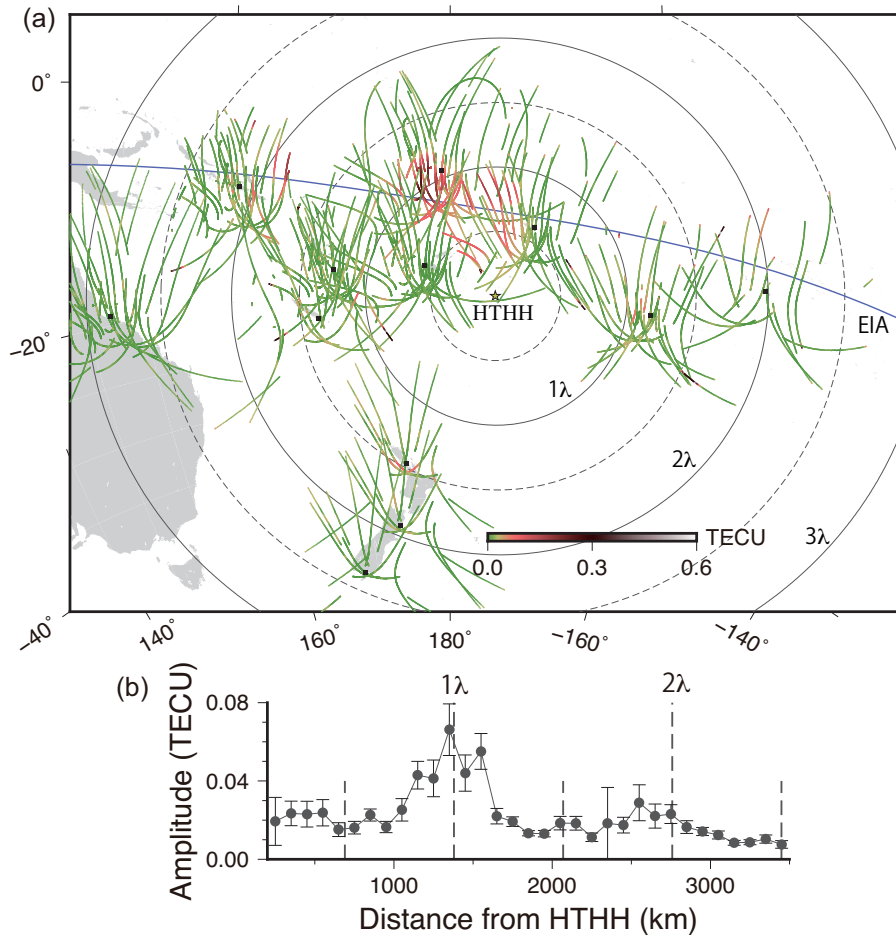 (a)
0°
−20°
−40°
140°
160°
180°
−160°
−140°
HTHH
EIA
1λ
2λ
3λ
TECU
0.0 0.3 0.6
(b)
1λ 2λ
Amplitude (TECU)
0.08
0.04
0.00
1000 2000 3000
Distance from HTHH (km)